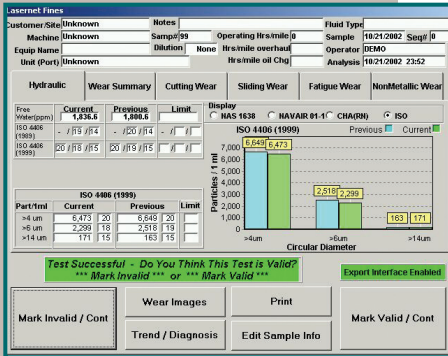 Lasernet Fines
Customer/Site Unknown Notes Fluid Type
Machine Unknown Samp# 99 Operating Hrs/mile 0 Sample 10/21/2002 Seq# 0
Equip Name Dilution None Hrs/mile overhaul Operator DEMO
Unit (Port) Unknown Hrs/mile oil Chg Analysis 10/21/2002 23:52
Hydraulic Wear Summary Cutting Wear Sliding Wear Fatigue Wear NonMetallic Wear
Free Water(ppm) Current 1,836.6 Previous 1,800.6 Limit
ISO 4406 (1999) - / 19 / 14 - / 20 / 14 - / /
ISO 4406 (1999) 20 / 18 / 15 20 / 19 / 15 / /
Display
NAS 1638 NAVAIR 01-1 CHA(RN) ISO
ISO 4406 (1999) Previous Current
Particles / 1 ml
7,000
6,000
5,000
4,000
3,000
2,000
1,000
0
6,649 6,473
2,518 2,299
163 171
>4um >6um >14um
Circular Diameter
ISO 4406 (1999)
Part/1ml Current Previous Limit
>4 um 6,473 20 6,649 20
>6 um 2,299 18 2,518 19
>14 um 171 15 163 15
Test Successful - Do You Think This Test is Valid?
*** Mark Invalid *** or *** Mark Valid ***
Export Interface Enabled
Mark Invalid / Cont
Wear Images
Print
Mark Valid / Cont
Trend / Diagnosis
Edit Sample Info